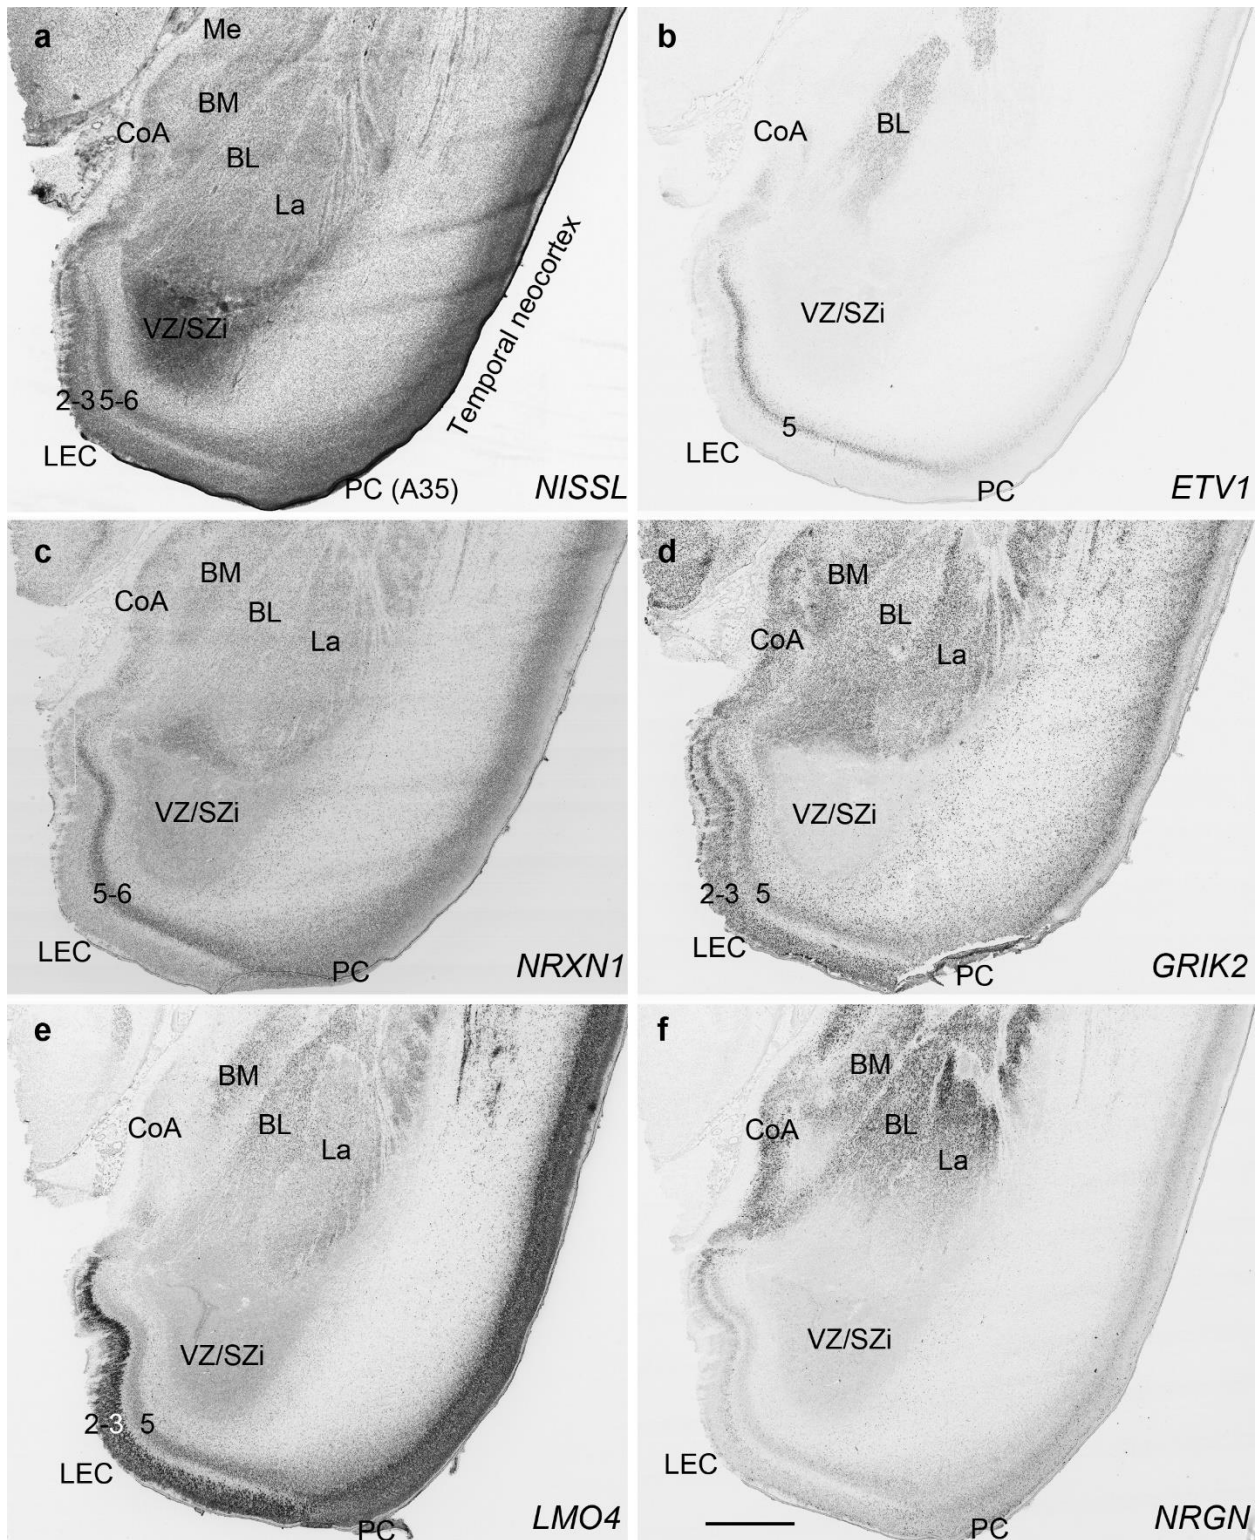 a
Me
BM
CoA
BL
La
VZ/SZi
2-3 5-6
LEC
PC (A35)
Temporal neocortex
NISSL
b
CoA
BL
VZ/SZi
5
LEC
PC
ETV1
c
BM
CoA
BL
La
VZ/SZi
5-6
LEC
PC
NRXN1
d
BM
BL
CoA
La
VZ/SZi
2-3 5
LEC
PC
GRIK2
e
BM
CoA
BL
La
VZ/SZi
2-3 5
LEC
PC
LMO4
f
BM
CoA
BL
La
VZ/SZi
LEC
PC
NRGN